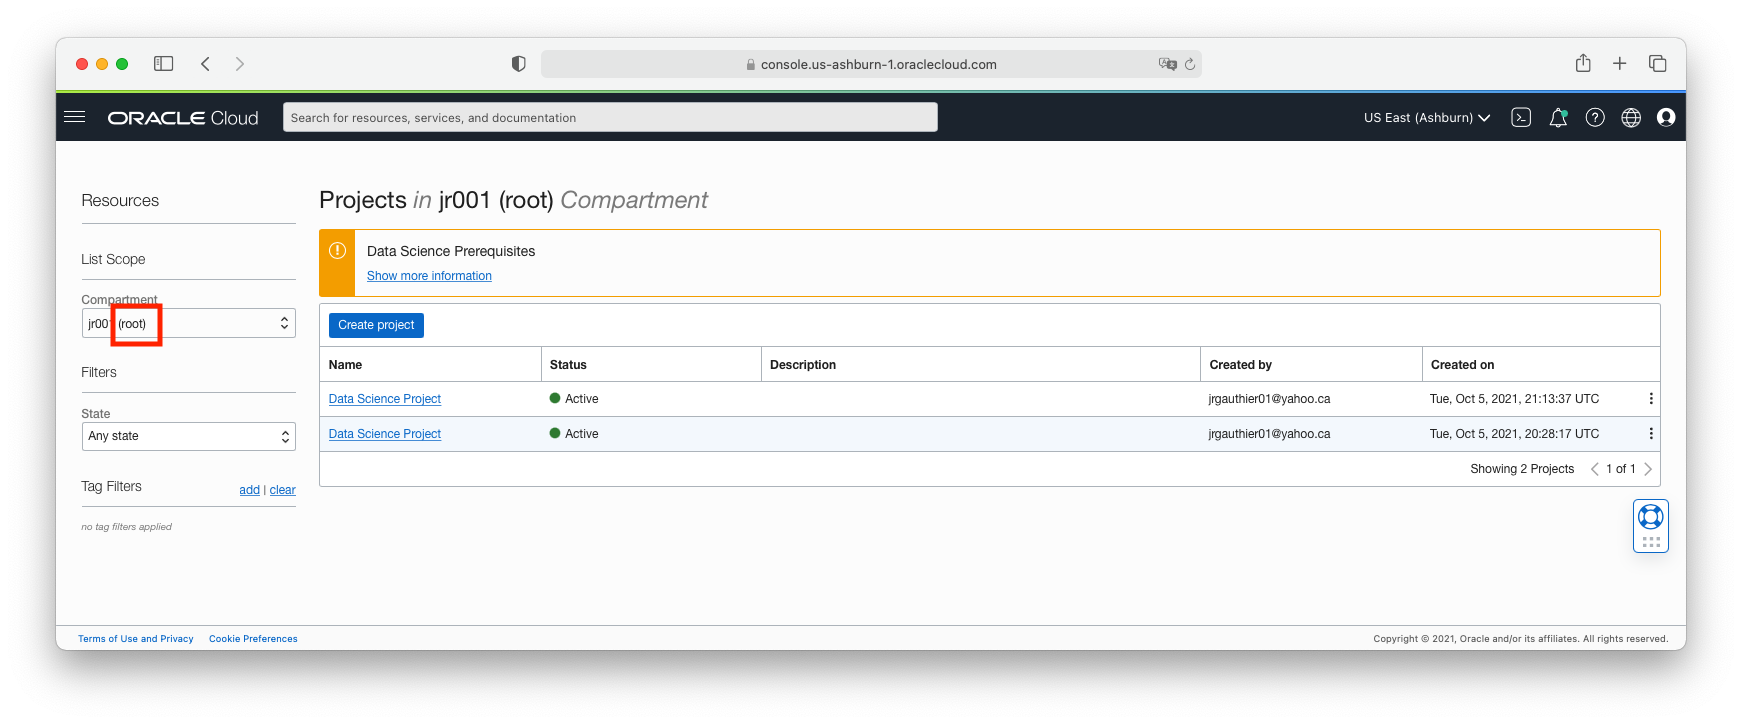 console.us-ashburn-1.oraclecloud.com
ORACLE Cloud
Search for resources, services, and documentation
US East (Ashburn)
Resources
List Scope
Compartment
jr001 (root)
Filters
State
Any state
Tag Filters
add | clear
no tag filters applied
Projects in jr001 (root) Compartment
Data Science Prerequisites
Show more information
Create project
Name Status Description Created by Created on
Data Science Project Active jrgauthier01@yahoo.ca Tue, Oct 5, 2021, 21:13:37 UTC
Data Science Project Active jrgauthier01@yahoo.ca Tue, Oct 5, 2021, 20:28:17 UTC
Showing 2 Projects 1 of 1
Terms of Use and Privacy Cookie Preferences
Copyright © 2021, Oracle and/or its affiliates. All rights reserved.